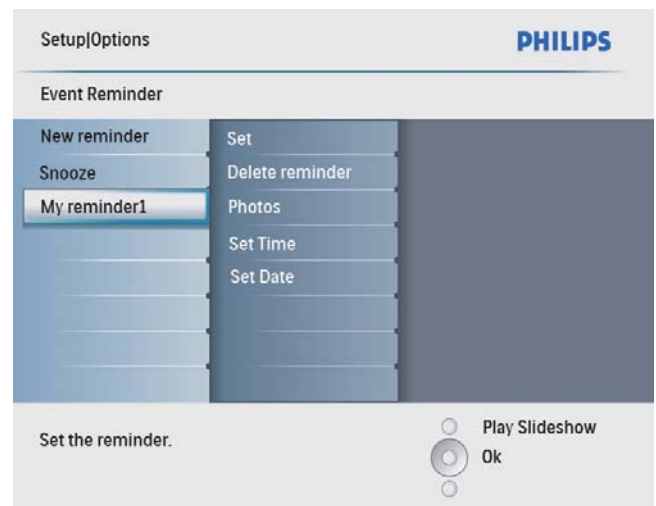 Setup|Options
PHILIPS
Event Reminder
New reminder
Snooze
My reminder1
Set
Delete reminder
Photos
Set Time
Set Date
Set the reminder.
Play Slideshow
Ok